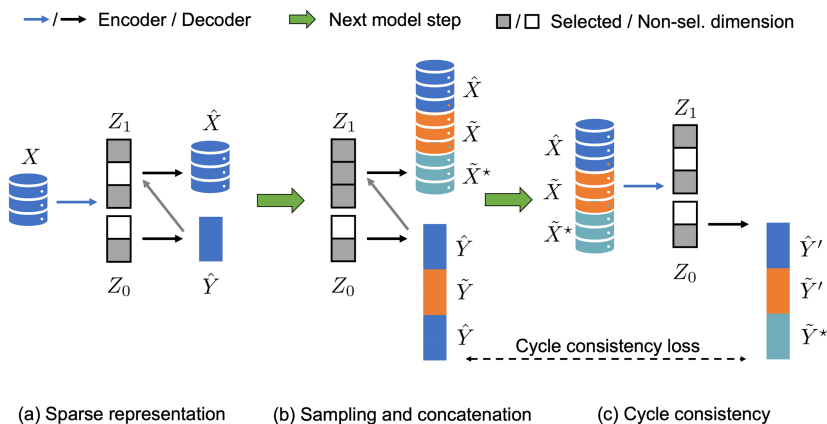 / Encoder / Decoder Next model step / Selected / Non-sel. dimension
X
Z₁
X̂
Z₀
Ŷ
Z₁
X̂
X̃
X̃⋆
Z₀
Ŷ
Ỹ
Ŷ
X̂
X̃
X̃⋆
Z₁
Z₀
Ŷ′
Ỹ′
Ỹ⋆
Cycle consistency loss
(a) Sparse representation (b) Sampling and concatenation (c) Cycle consistency